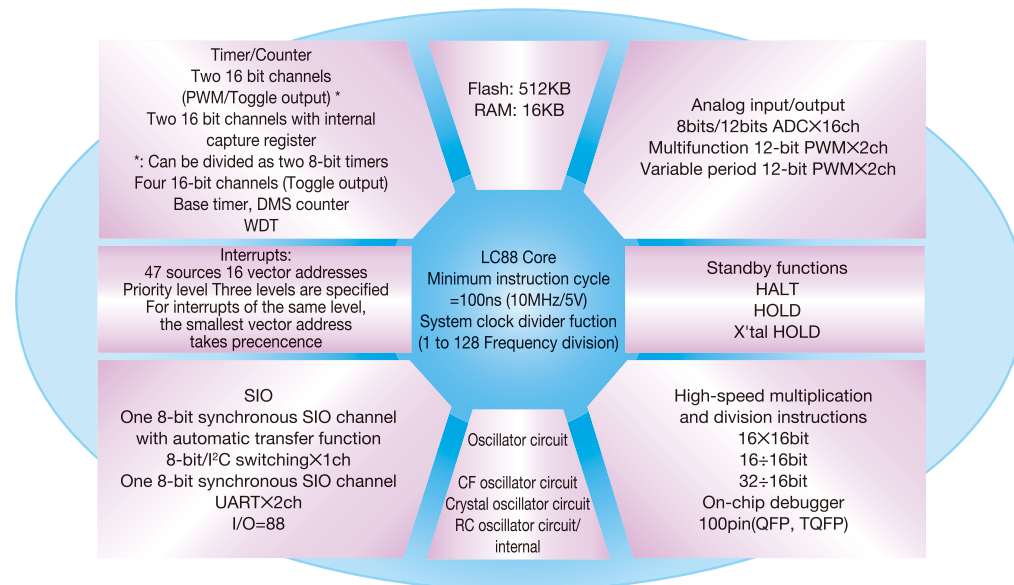 Timer/Counter
Two 16 bit channels
(PWM/Toggle output) *
Two 16 bit channels with internal
capture register
*: Can be divided as two 8-bit timers
Four 16-bit channels (Toggle output)
Base timer, DMS counter
WDT
Flash: 512KB
RAM: 16KB
Analog input/output
8bits/12bits ADC×16ch
Multifunction 12-bit PWM×2ch
Variable period 12-bit PWM×2ch
Interrupts:
47 sources 16 vector addresses
Priority level Three levels are specified
For interrupts of the same level,
the smallest vector address
takes precencence
LC88 Core
Minimum instruction cycle
=100ns (10MHz/5V)
System clock divider fuction
(1 to 128 Frequency division)
Standby functions
HALT
HOLD
X'tal HOLD
SIO
One 8-bit synchronous SIO channel
with automatic transfer function
8-bit/I²C switching×1ch
One 8-bit synchronous SIO channel
UART×2ch
I/O=88
Oscillator circuit
CF oscillator circuit
Crystal oscillator circuit
RC oscillator circuit/
internal
High-speed multiplication
and division instructions
16×16bit
16÷16bit
32÷16bit
On-chip debugger
100pin(QFP, TQFP)